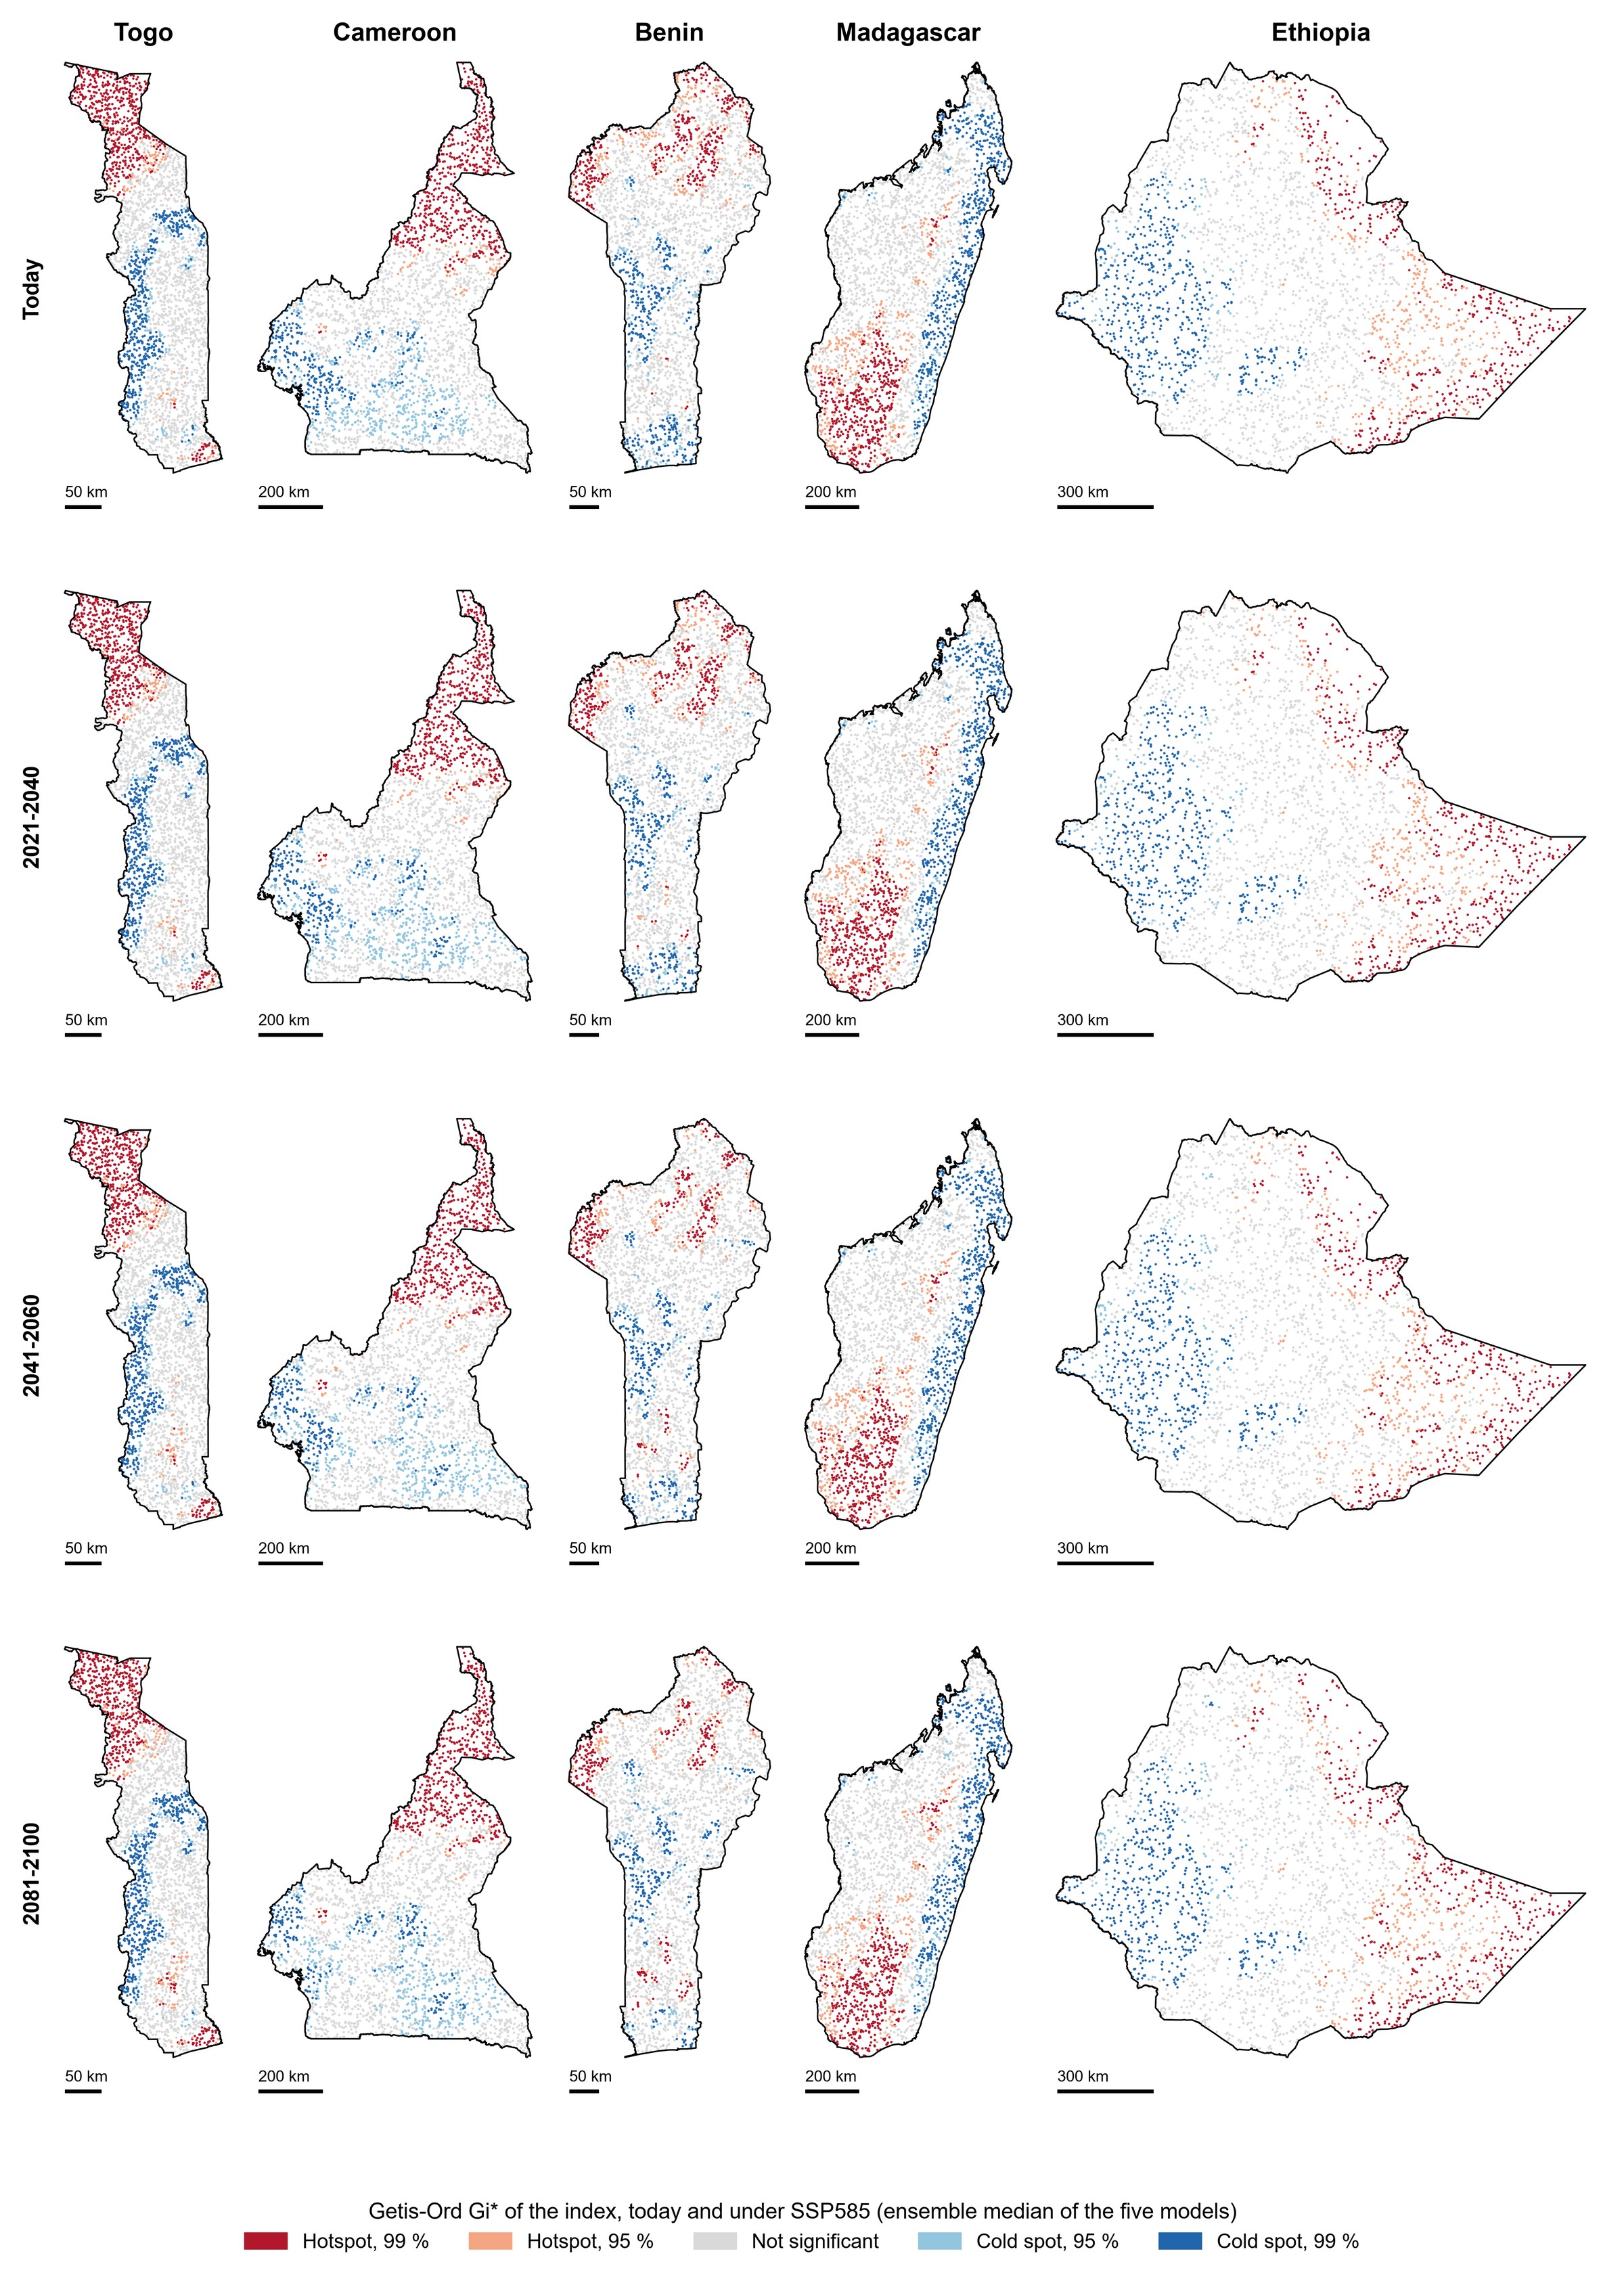 Togo Cameroon Benin Madagascar Ethiopia
Today
50 km 200 km 50 km 200 km 300 km
2021-2040
50 km 200 km 50 km 200 km 300 km
2041-2060
50 km 200 km 50 km 200 km 300 km
2081-2100
50 km 200 km 50 km 200 km 300 km
Getis-Ord Gi* of the index, today and under SSP585 (ensemble median of the five models)
Hotspot, 99 % Hotspot, 95 % Not significant Cold spot, 95 % Cold spot, 99 %